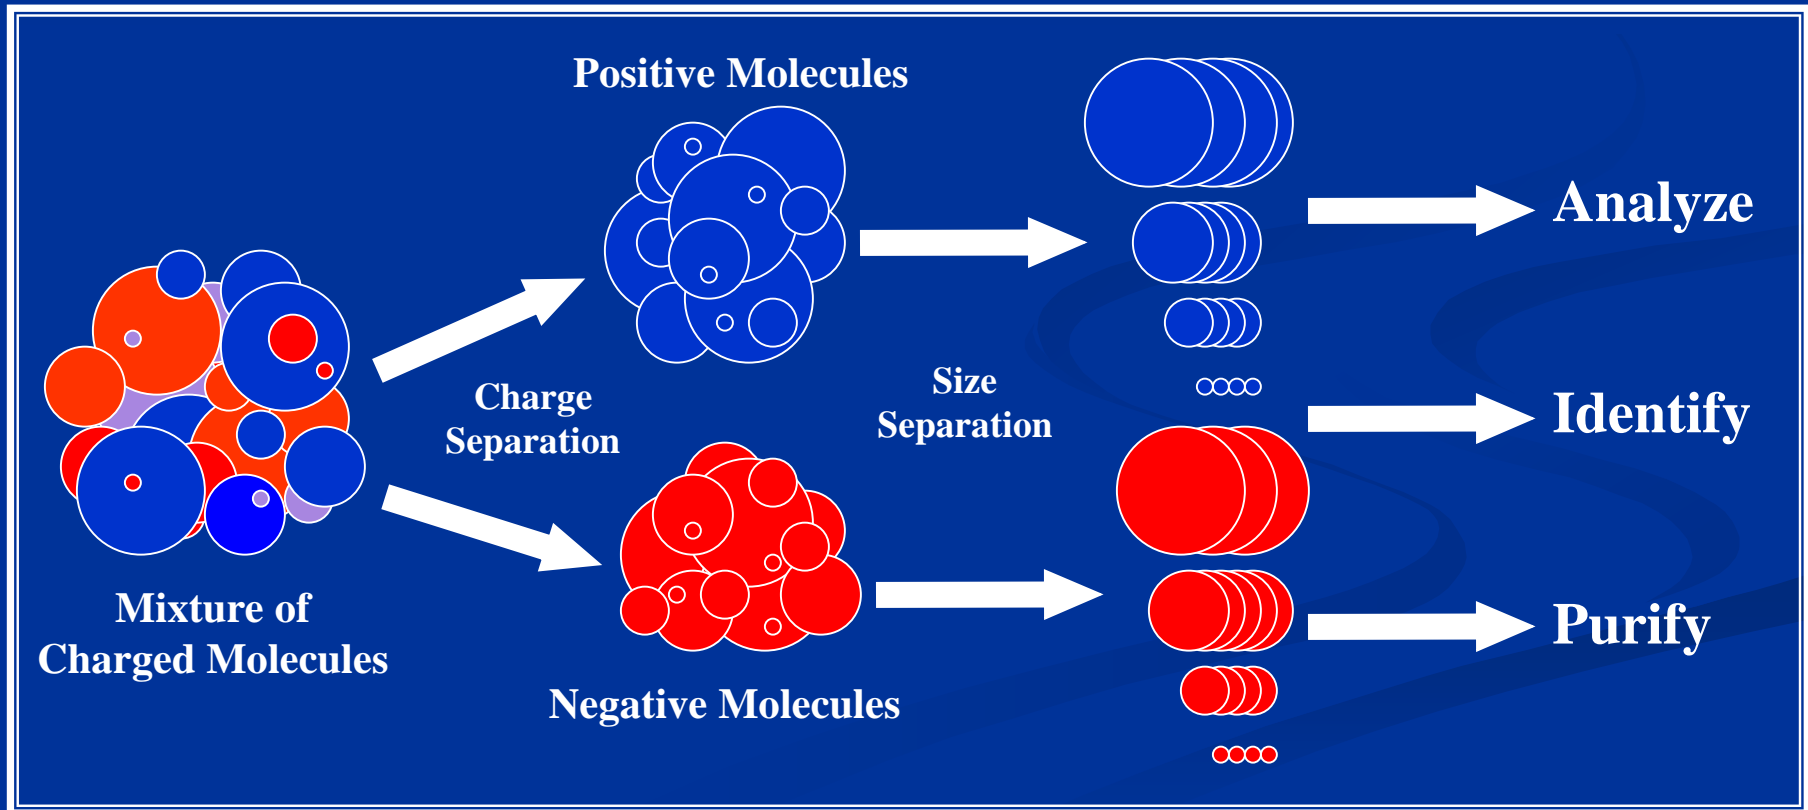 Positive Molecules
Analyze
Charge
Separation
Size
Separation
Identify
Mixture of
Charged Molecules
Negative Molecules
Purify